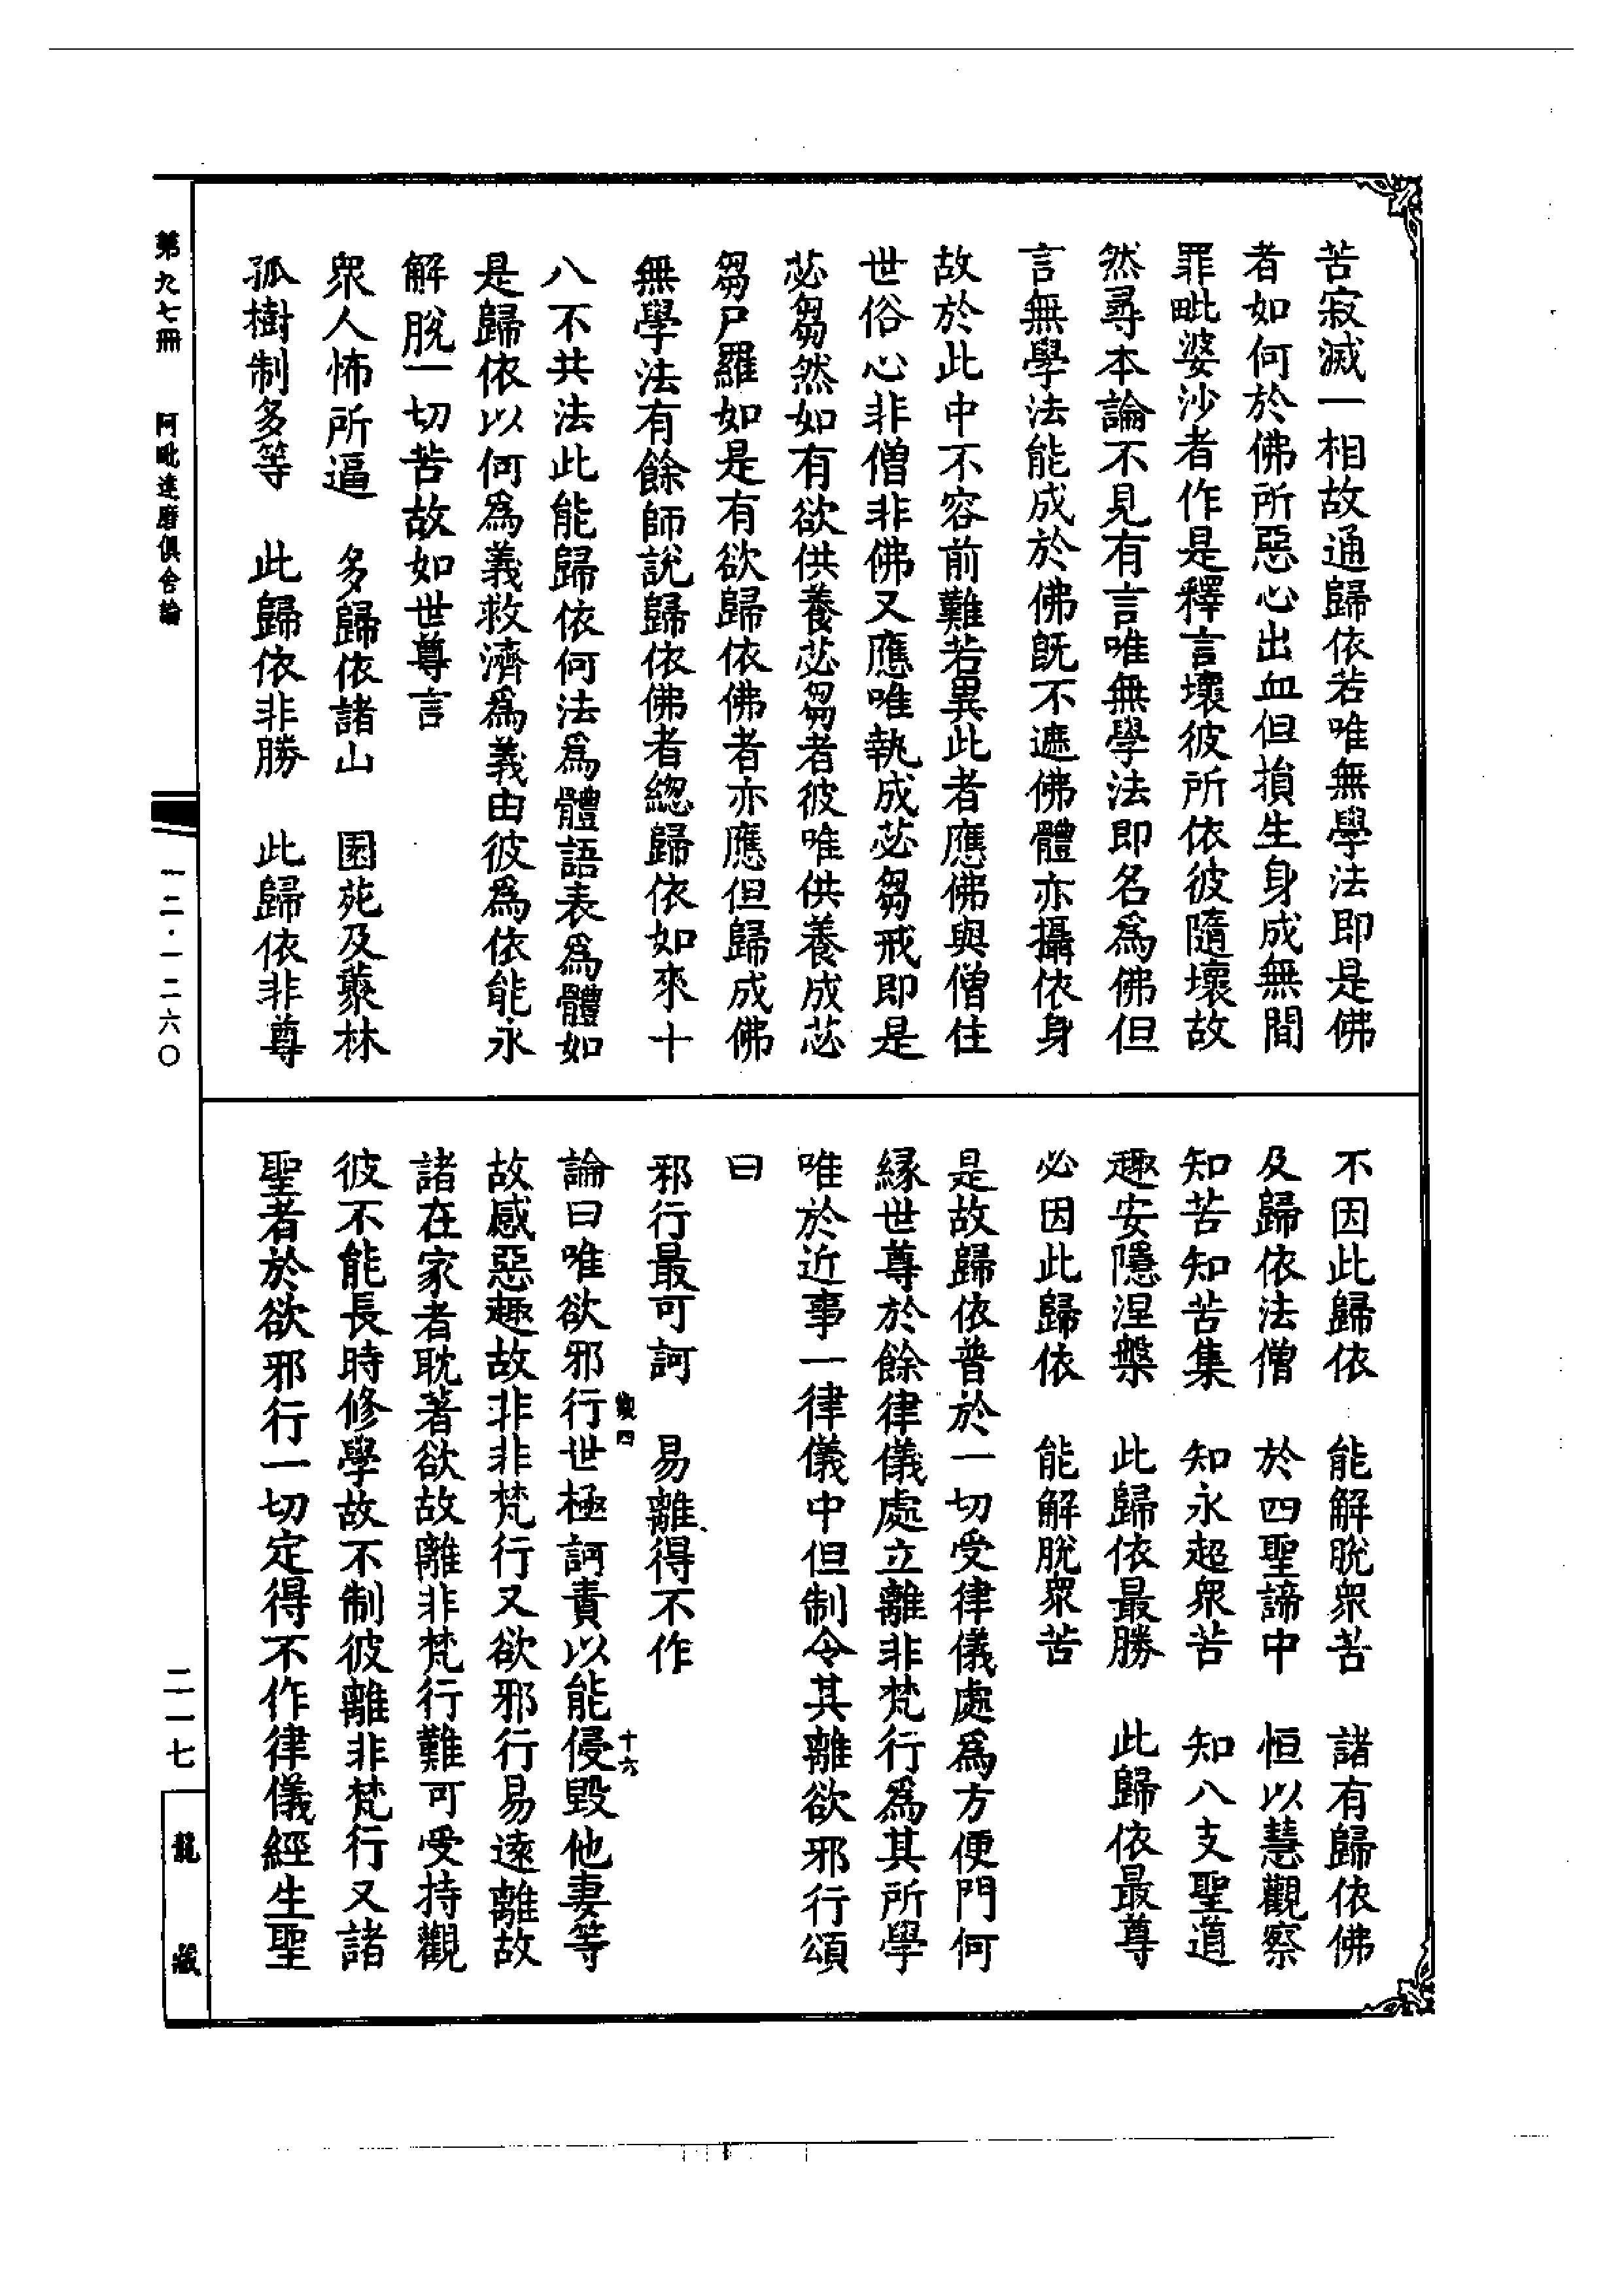 苦寂滅一相故通歸依若唯無學法即是佛
者如何於佛所惡心出血但損生身成無間
罪毗婆沙者作是釋言壞彼所依彼隨壞故
然尋本論不見有言唯無學法即名為佛但
言無學法能成於佛既不遮佛體亦攝依身
故於此中不容前難若異此者應佛與僧住
世俗心非僧非佛又應唯執成苾芻戒即是
苾芻然如有欲供養苾芻者彼唯供養成苾
芻尸羅如是有欲歸依佛者亦應但歸成佛
無學法有餘師說歸依佛者總歸依如來十
八不共法此能歸依何法為體語表為體如
是歸依以何為義救濟為義由彼為依能永
解脫一切苦故如世尊言
眾人怖所逼　多歸依諸山　園苑及藂林
孤樹制多等　此歸依非勝　此歸依非尊
不因此歸依　能解脫眾苦　諸有歸依佛
及歸依法僧　於四聖諦中　恒以慧觀察
知苦知苦集　知永超眾苦　知八支聖道
趣安隱涅槃　此歸依最勝　此歸依最尊
必因此歸依　能解脫眾苦
是故歸依普於一切受律儀處為方便門何
緣世尊於餘律儀處立離非梵行為其所學
唯於近事一律儀中但制令其離欲邪行頌
曰
邪行最可訶　易離得不作
論曰唯欲邪行世極訶責以能侵毀他妻等
故感惡趣故非非梵行又欲邪行易遠離故
諸在家者耽著欲故離非梵行難可受持觀
彼不能長時修學故不制彼離非梵行又諸
聖者於欲邪行一切定得不作律儀經生聖
四
十六
第九七冊　阿毗達磨俱舍論
一二·一二六〇
二一七
龍藏